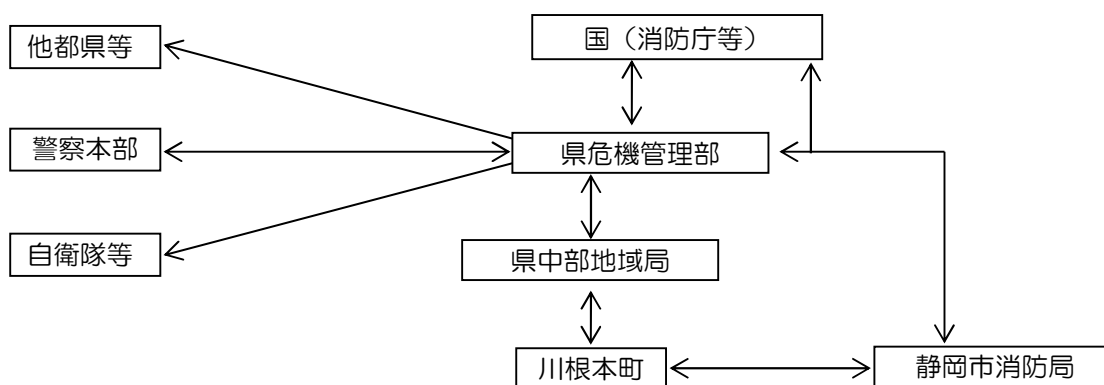 国（消防庁等）
他都県等
警察本部
県危機管理部
自衛隊等
県中部地域局
川根本町
静岡市消防局